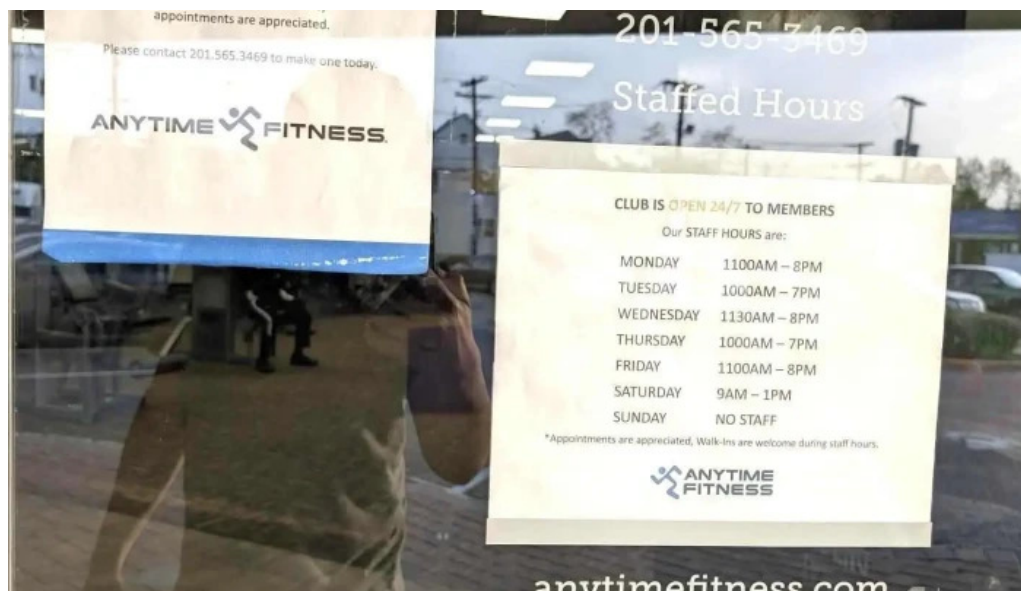 appointments are appreciated.
Please contact 201.565.3469 to make one today.
ANYTIME FITNESS
201-565-3469
Staffed Hours
CLUB IS OPEN 24/7 TO MEMBERS
Our STAFF HOURS are:
MONDAY 1100AM – 8PM
TUESDAY 1000AM – 7PM
WEDNESDAY 1130AM – 8PM
THURSDAY 1000AM – 7PM
FRIDAY 1100AM – 8PM
SATURDAY 9AM – 1PM
SUNDAY NO STAFF
*Appointments are appreciated, Walk-Ins are welcome during staff hours.
ANYTIME
FITNESS
anytimefitness.com